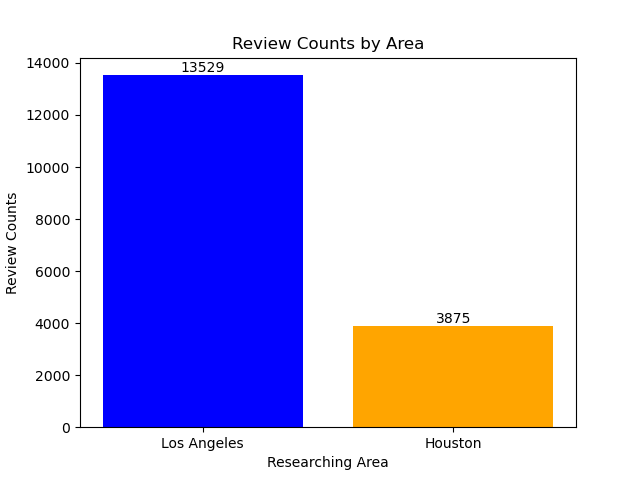 Review Counts by Area
14000
12000
10000
8000
6000
4000
2000
0
Review Counts
13529
3875
Los Angeles
Houston
Researching Area